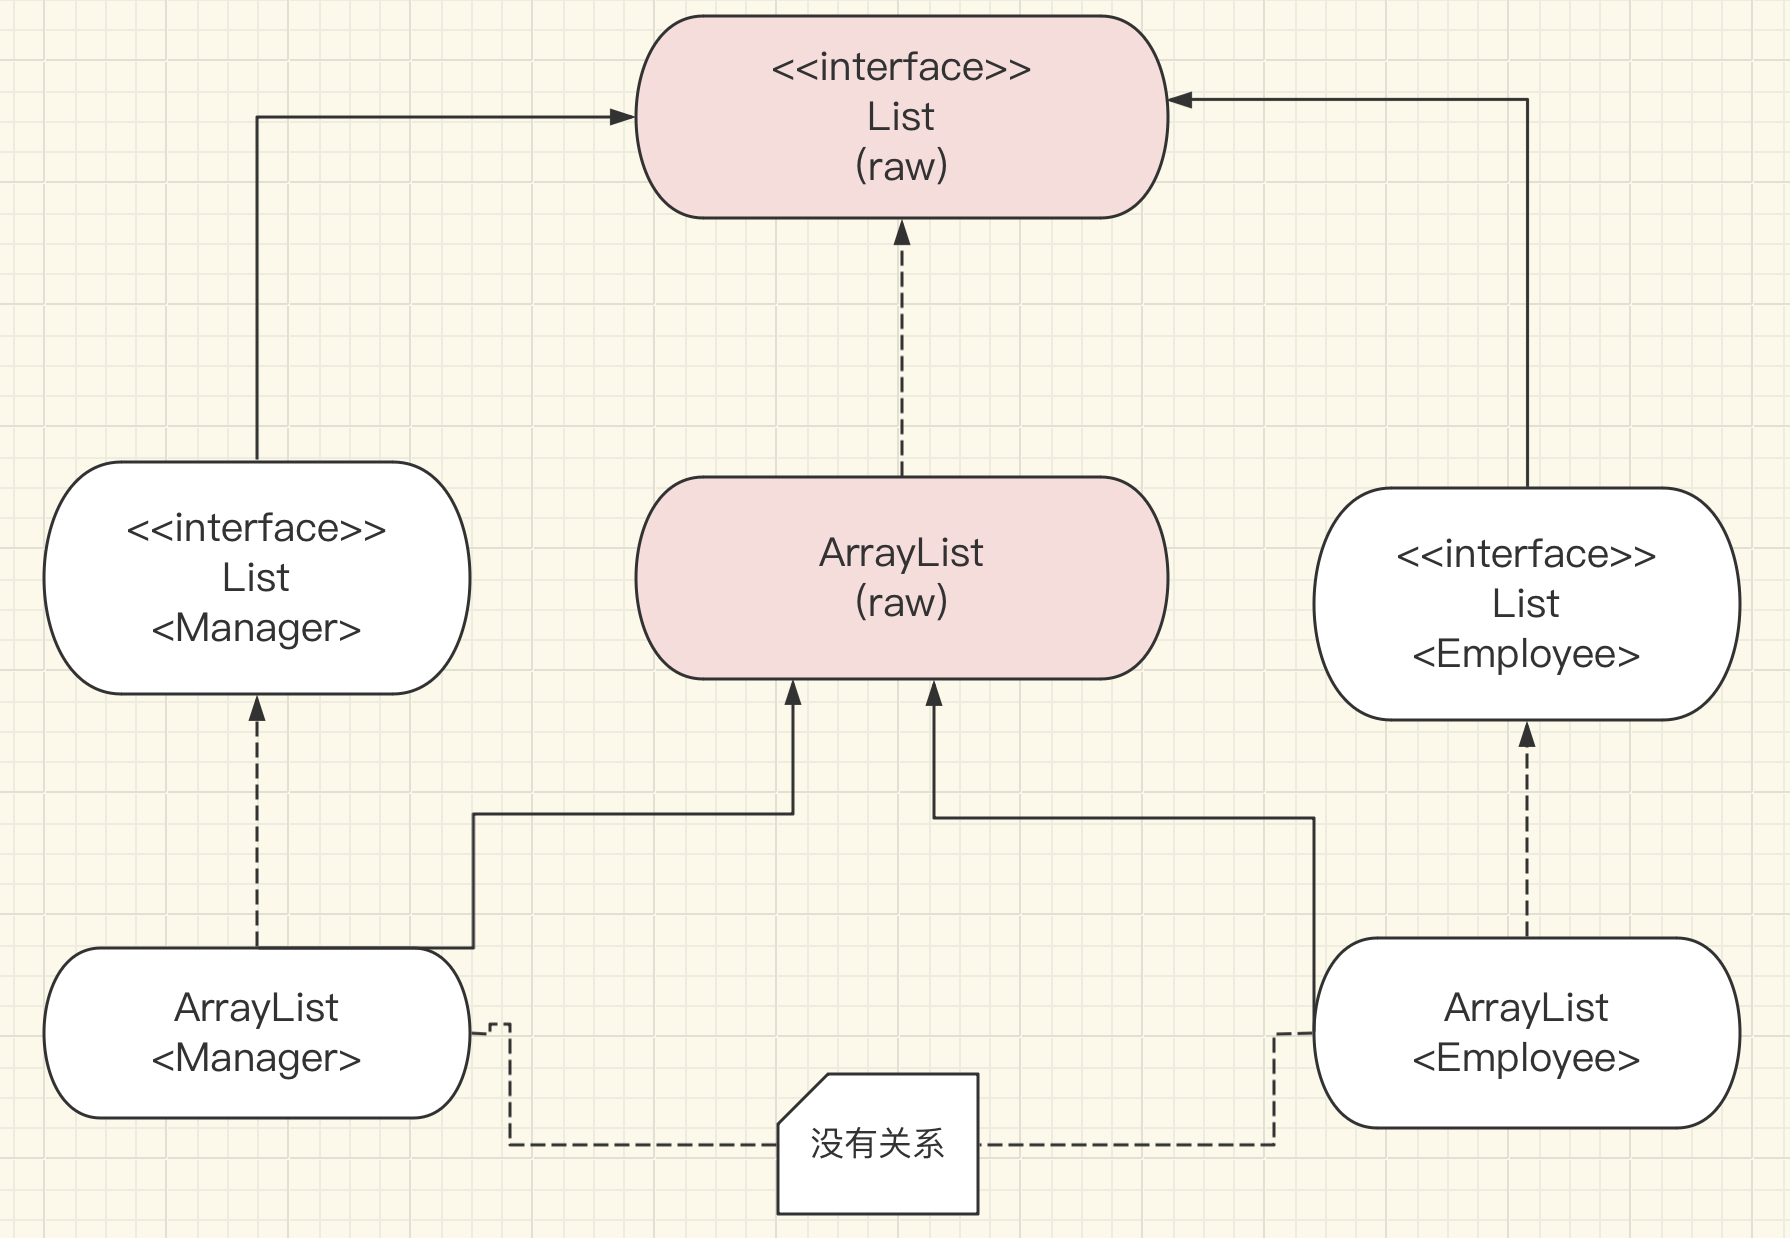 <<interface>>
List
(raw)
<<interface>>
List
<Manager>
ArrayList
(raw)
<<interface>>
List
<Employee>
ArrayList
<Manager>
ArrayList
<Employee>
没有关系